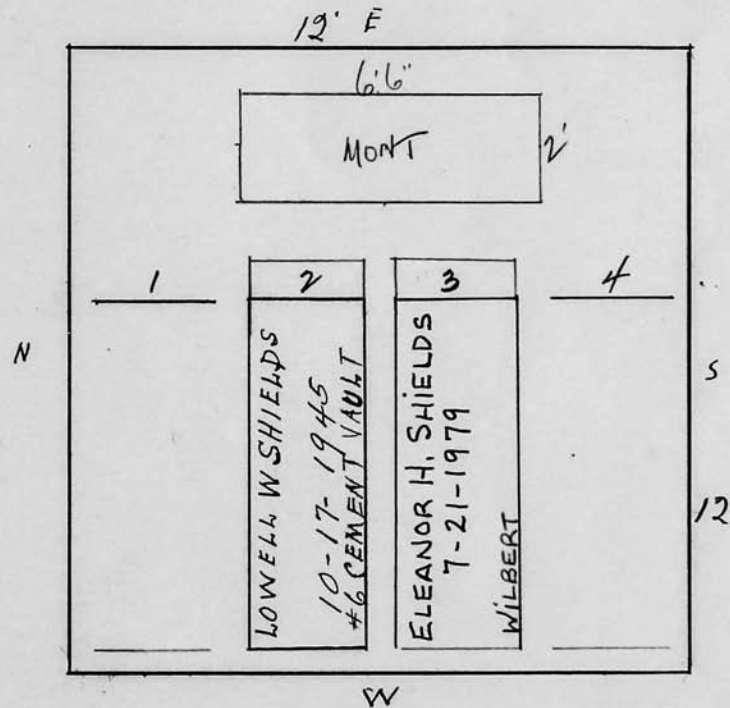 12' E
6'6"
MONT
2'
1
2
3
4
N
S
LOWELL W SHIELDS
10-17-1945
#6 CEMENT VAULT
ELEANOR H. SHIELDS
7-21-1979
WILBERT
12
W